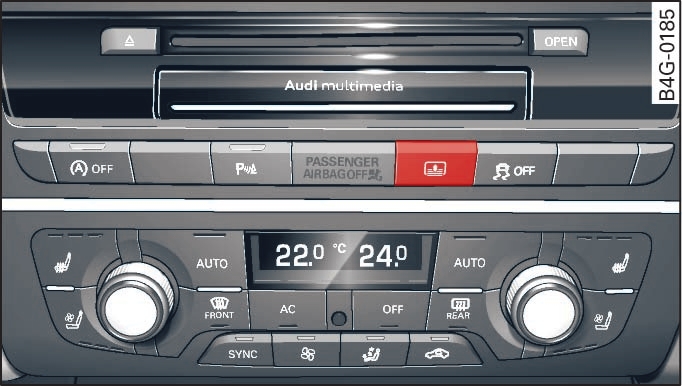 OPEN
Audi multimedia
B4G-0185
A OFF
P
PASSENGER
AIRBAG OFF
OFF
AUTO
22.0 °C 24.0
AUTO
FRONT
AC
OFF
REAR
SYNC